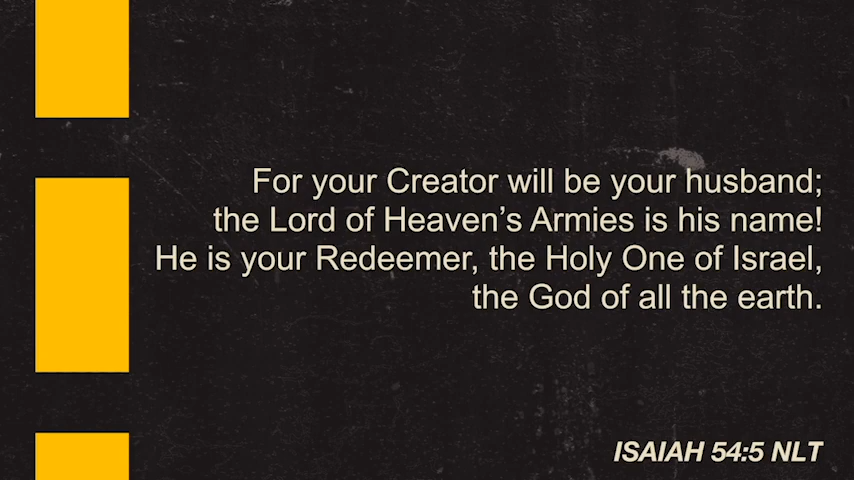 For your Creator will be your husband;
the Lord of Heaven’s Armies is his name!
He is your Redeemer, the Holy One of Israel,
the God of all the earth.
ISAIAH 54:5 NLT